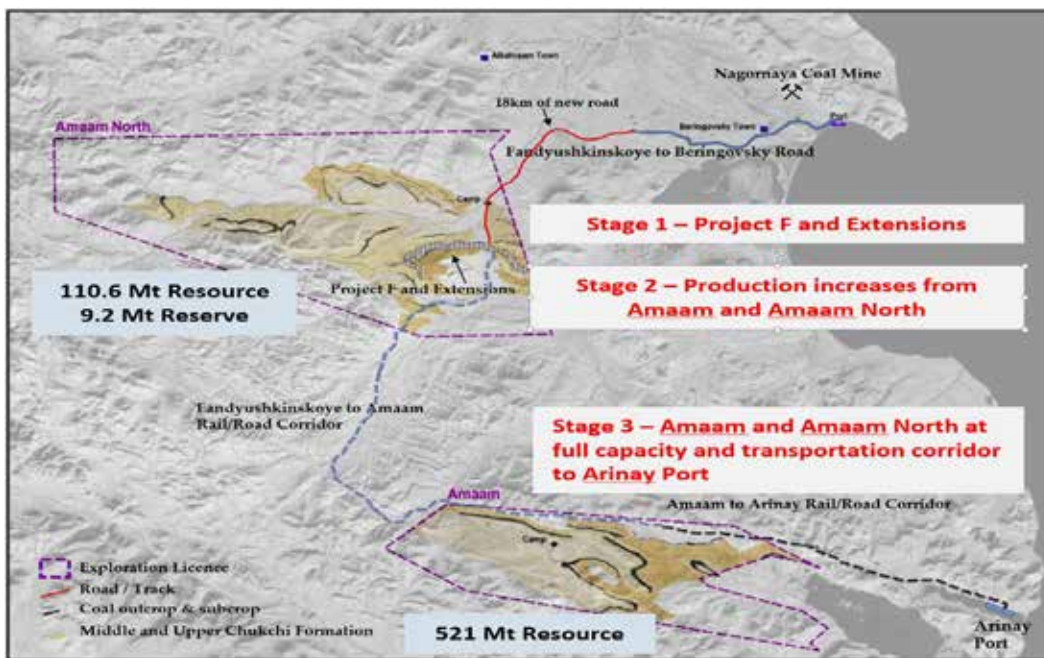 Alkatvaam Town
Nagornaya Coal Mine
18km of new road
Amaam North
Beringovsky Town
Port
Fandyushkinskoye to Beringovsky Road
Camp
Stage 1 – Project F and Extensions
110.6 Mt Resource
9.2 Mt Reserve
Project F and Extensions
Stage 2 – Production increases from
Amaam and Amaam North
Fandyushkinskoye to Amaam
Rail/Road Corridor
Stage 3 – Amaam and Amaam North at
full capacity and transportation corridor
to Arinay Port
Amaam
Amaam to Arinay Rail/Road Corridor
Camp
Exploration Licence
Road / Track
Coal outcrop & subcrop
Middle and Upper Chukchi Formation
521 Mt Resource
Arinay
Port